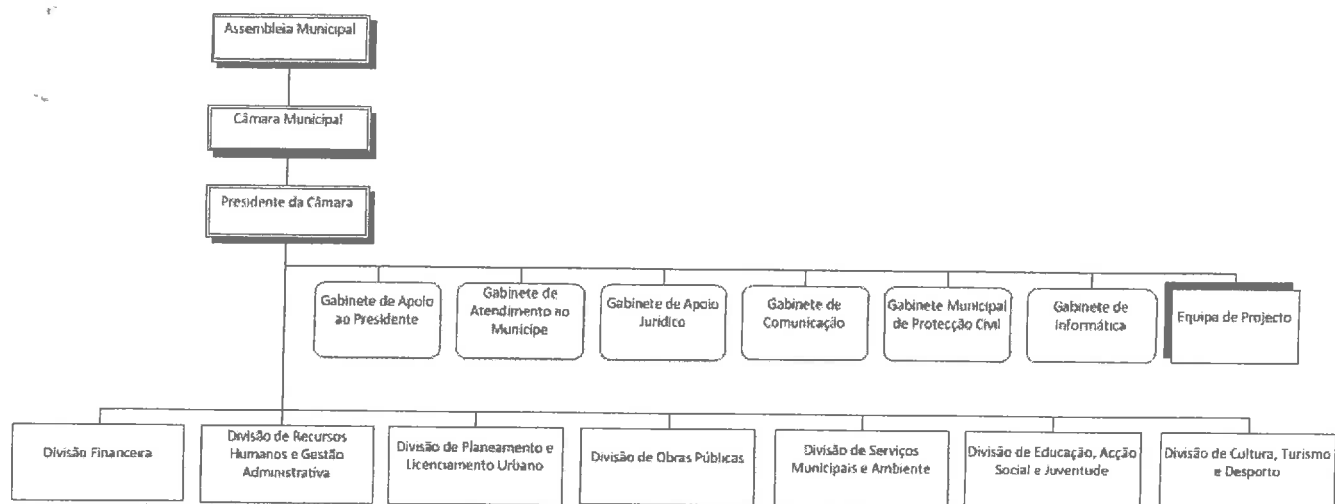 Assembleia Municipal
Câmara Municipal
Presidente da Câmara
Gabinete de Apoio
ao Presidente
Gabinete de
Atendimento ao
Munícipe
Gabinete de Apoio
Jurídico
Gabinete de
Comunicação
Gabinete Municipal
de Protecção Civil
Gabinete de
Informática
Equipa de Projecto
Divisão Financeira
Divisão de Recursos
Humanos e Gestão
Administrativa
Divisão de Planeamento e
Licenciamento Urbano
Divisão de Obras Públicas
Divisão de Serviços
Municipais e Ambiente
Divisão de Educação, Acção
Social e Juventude
Divisão de Cultura, Turismo
e Desporto